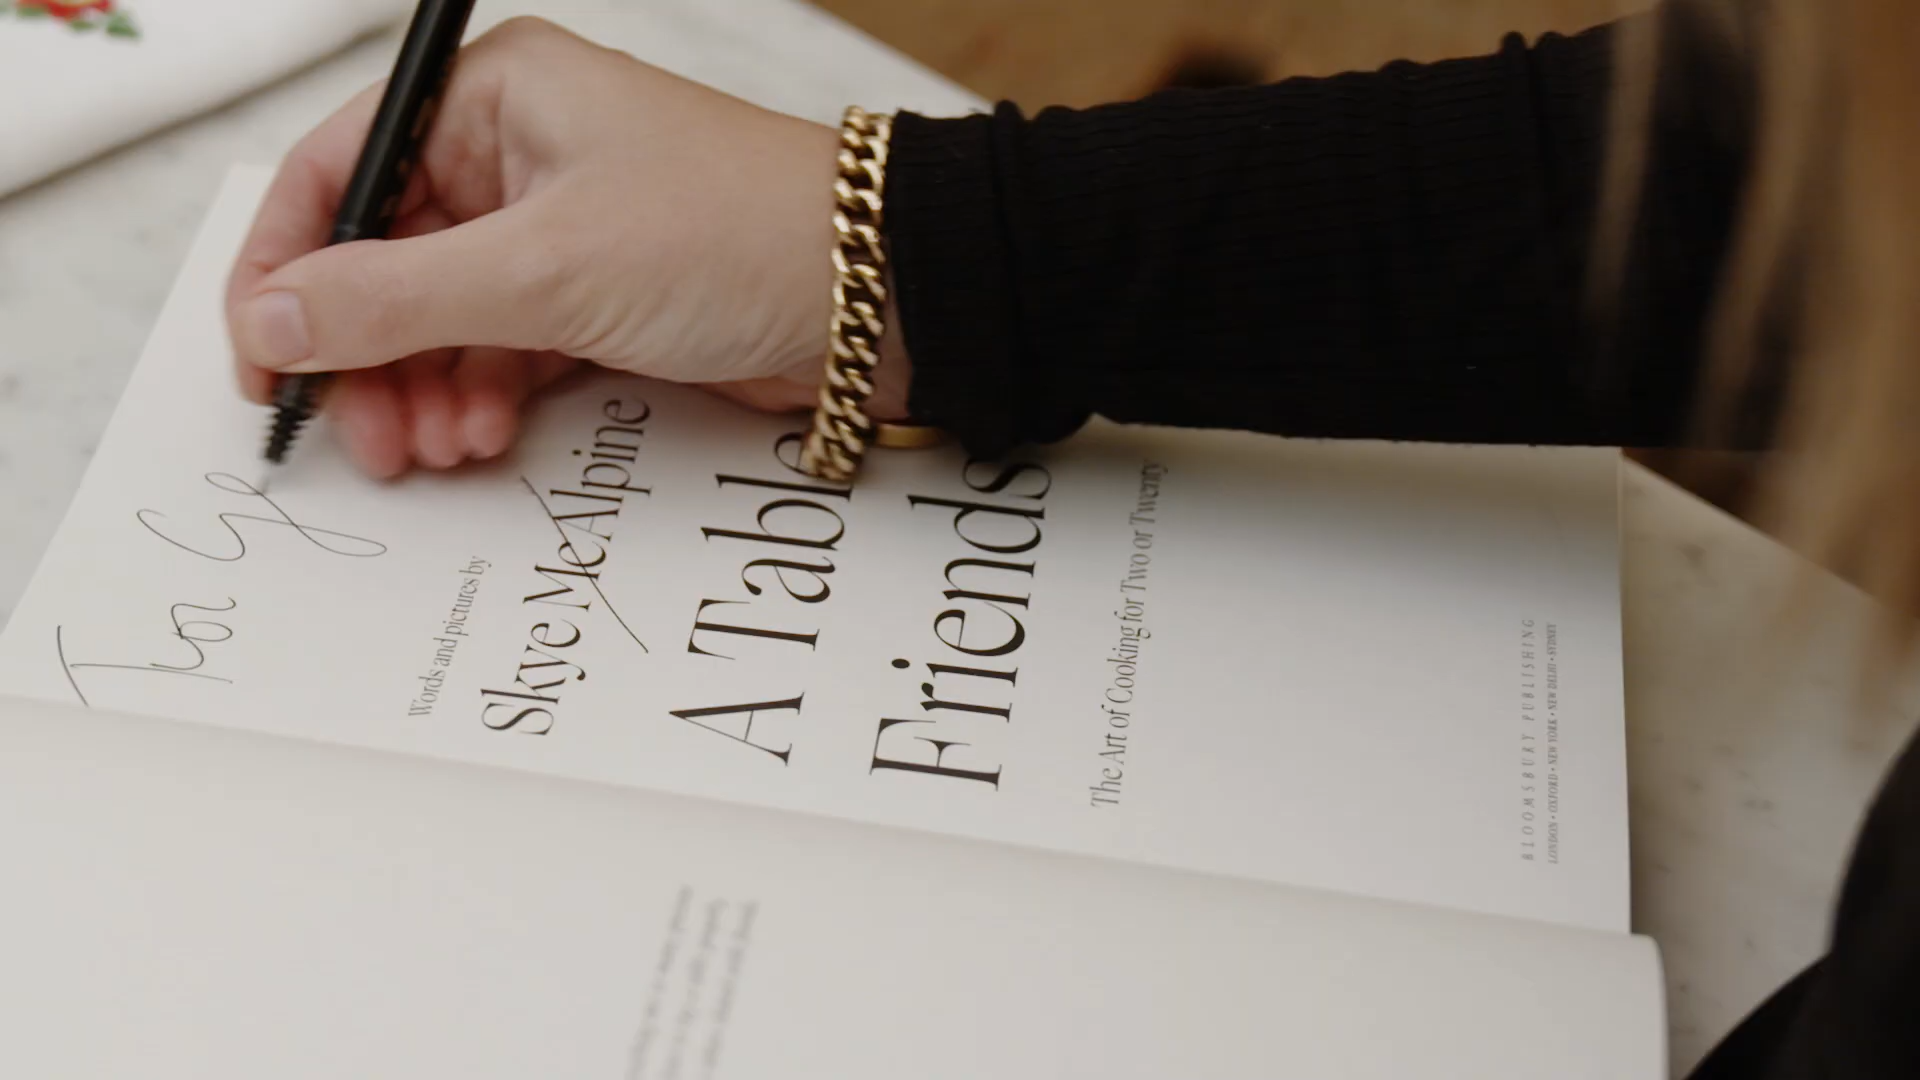 Words and pictures by
Skye McAlpine
A Table
Friends
The Art of Cooking for Two or Twenty
BLOOMSBURY PUBLISHING
LONDON • OXFORD • NEW YORK • NEW DELHI • SYDNEY